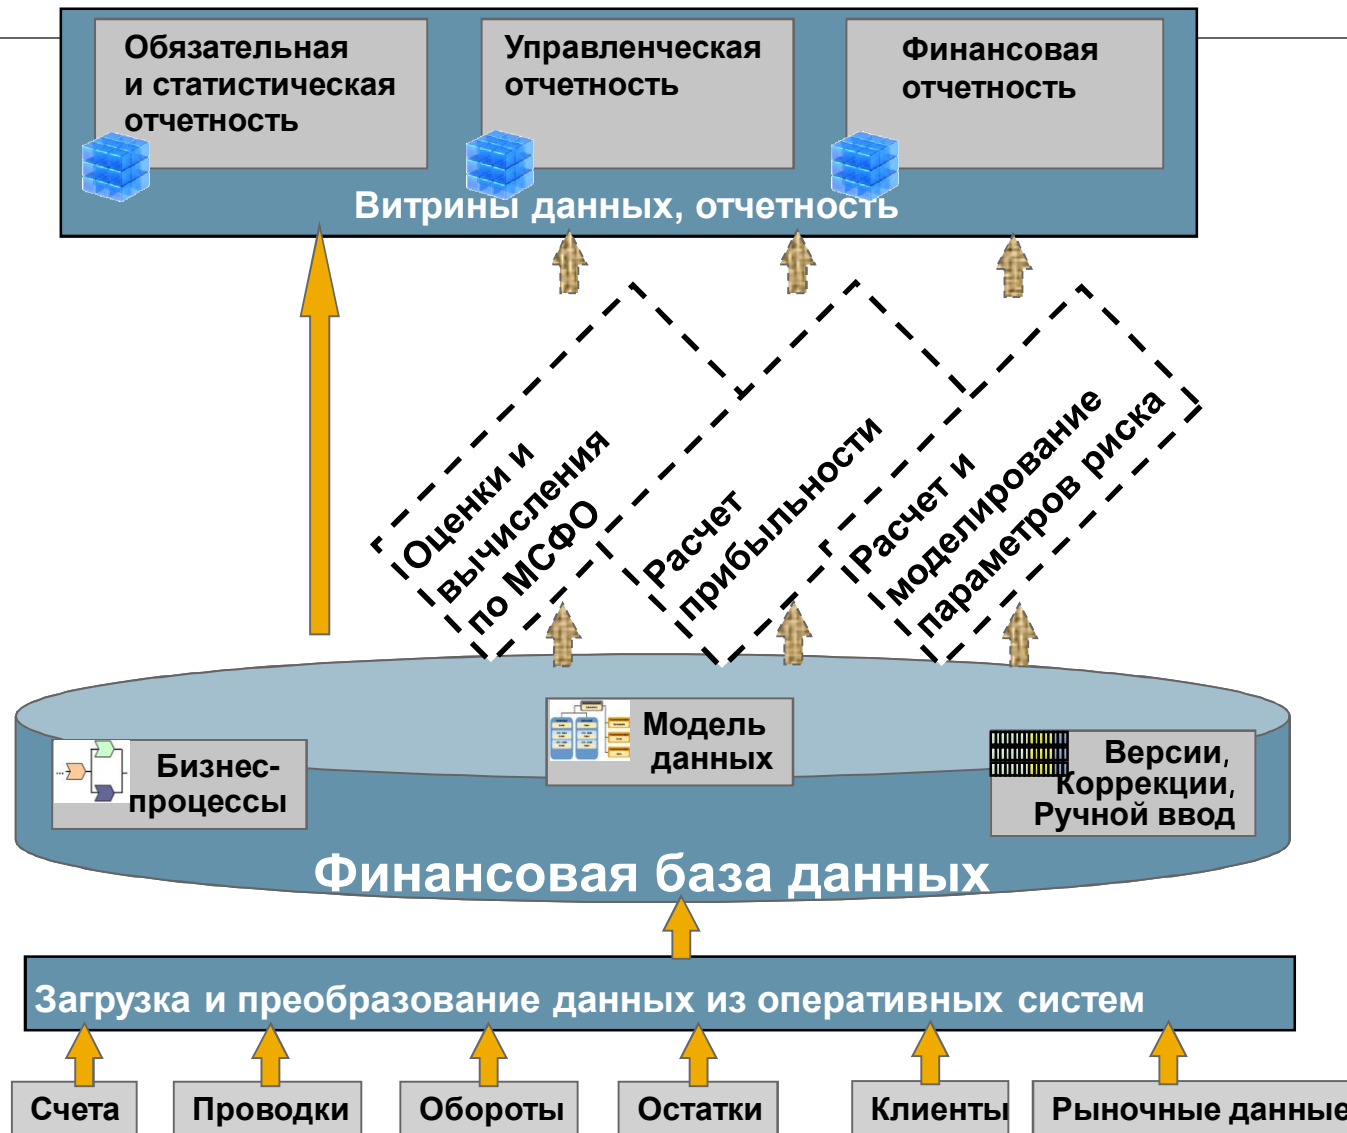 Обязательная
и статистическая
отчетность
Управленческая
отчетность
Финансовая
отчетность
Витрины данных, отчетность
Оценки и
вычисления
по МСФО
Расчет
прибыльности
Расчет и
моделирование
параметров риска
Бизнес-
процессы
Модель
данных
Версии,
Коррекции,
Ручной ввод
Финансовая база данных
Загрузка и преобразование данных из оперативных систем
Счета
Проводки
Обороты
Остатки
Клиенты
Рыночные данные